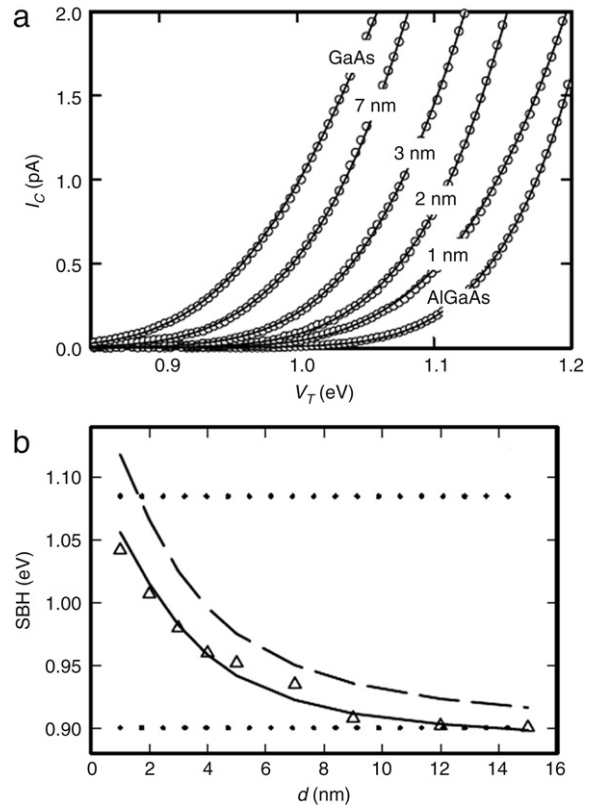 a
2.0
1.5
1.0
0.5
0.0
I_C (pA)
GaAs
7 nm
3 nm
2 nm
1 nm
AlGaAs
0.9 1.0 1.1 1.2
V_T (eV)
b
1.10
1.05
1.00
0.95
0.90
SBH (eV)
0 2 4 6 8 10 12 14 16
d (nm)